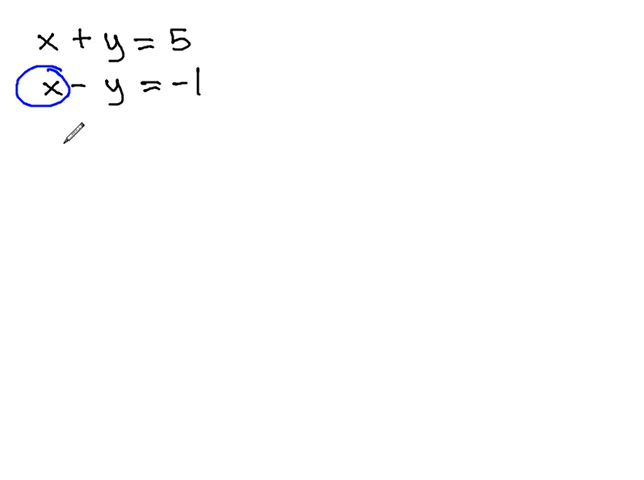 x + y = 5
x - y = -1